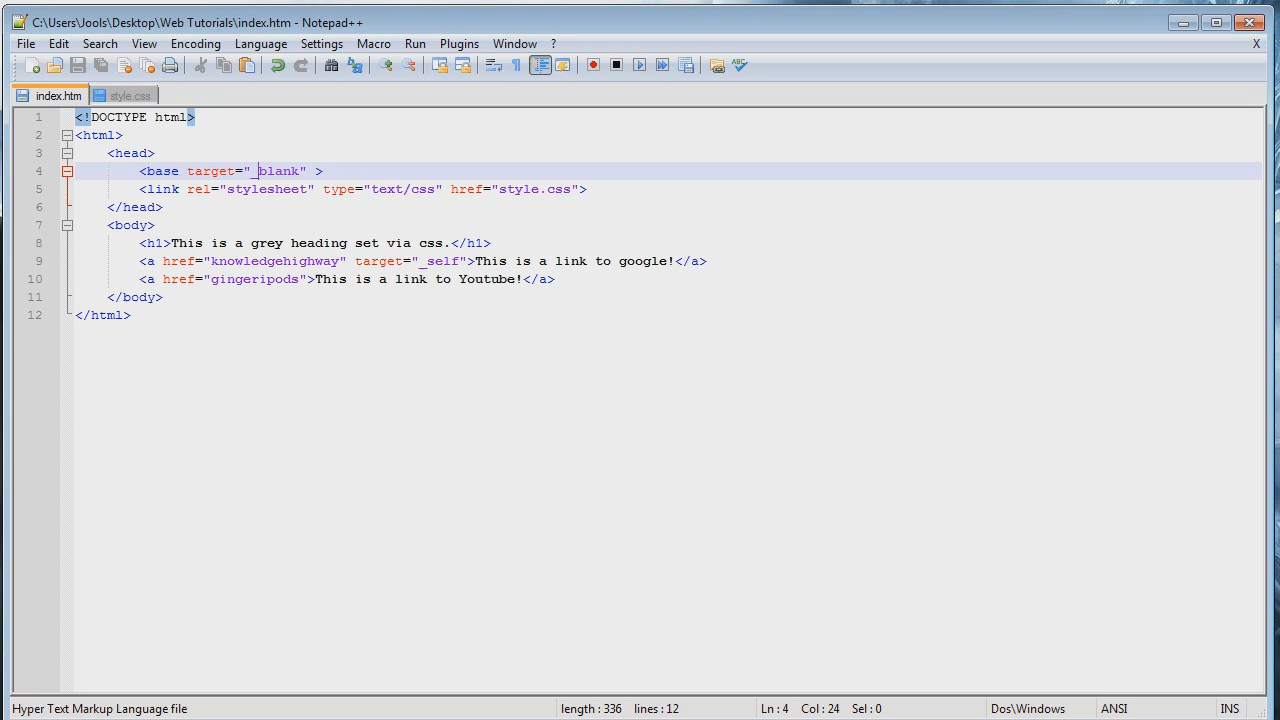 C:\Users\Jools\Desktop\Web Tutorials\index.htm - Notepad++
File Edit Search View Encoding Language Settings Macro Run Plugins Window ? X
index.htm style.css
1 <!DOCTYPE html>
2 <html>
3 <head>
4 <base target="_blank" >
5 <link rel="stylesheet" type="text/css" href="style.css">
6 </head>
7 <body>
8 <h1>This is a grey heading set via css.</h1>
9 <a href="knowledgehighway" target="_self">This is a link to google!</a>
10 <a href="gingeripods">This is a link to Youtube!</a>
11 </body>
12 </html>
Hyper Text Markup Language file length : 336 lines : 12 Ln : 4 Col : 24 Sel : 0 Dos\Windows ANSI INS